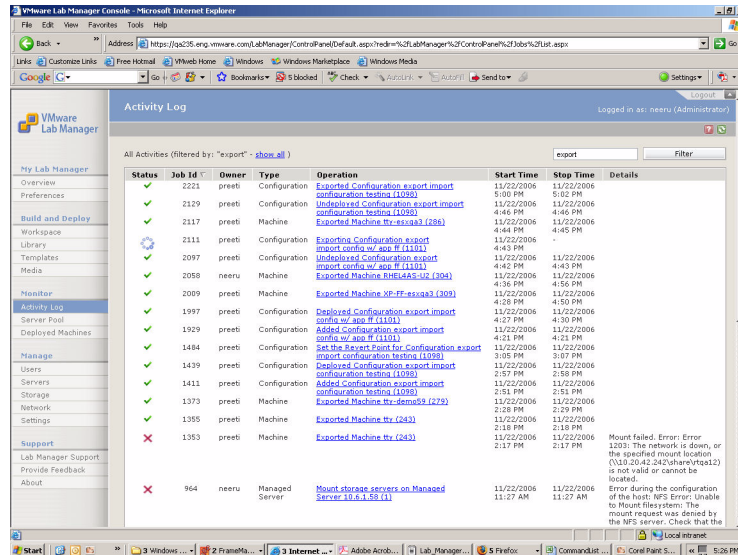 VMware Lab Manager Console - Microsoft Internet Explorer
File Edit View Favorites Tools Help
Back » Address https://qa235.eng.vmware.com/LabManager/ControlPanel/Default.aspx?redir=%2fLabManager%2fControlPanel%2fJobs%2fList.aspx Go
Links Customize Links Free Hotmail VMweb Home Windows Windows Marketplace Windows Media
Google G Go Bookmarks 5 blocked Check AutoLink AutoFill Send to Settings
Logout
VMware Lab Manager
Activity Log
Logged in as: neeru (Administrator)
All Activities (filtered by: "export" - show all )
export Filter
My Lab Manager
Overview
Preferences
Build and Deploy
Workspace
Library
Templates
Media
Monitor
Activity Log
Server Pool
Deployed Machines
Manage
Users
Servers
Storage
Network
Settings
Support
Lab Manager Support
Provide Feedback
About
Status Job Id Owner Type Operation Start Time Stop Time Details
2221 preeti Configuration Exported Configuration export import 11/22/2006 11/22/2006
configuration testing (1098) 5:00 PM 5:02 PM
2129 preeti Configuration Undeployed Configuration export import 11/22/2006 11/22/2006
configuration testing (1098) 4:46 PM 4:46 PM
2117 preeti Machine Exported Machine tty-esxqa3 (286) 11/22/2006 11/22/2006
4:44 PM 4:45 PM
2111 preeti Configuration Exporting Configuration export 11/22/2006 -
import config w/ app ff (1101) 4:43 PM
2097 preeti Configuration Undeployed Configuration export 11/22/2006 11/22/2006
import config w/ app ff (1101) 4:42 PM 4:43 PM
2058 neeru Machine Exported Machine RHEL4AS-U2 (304) 11/22/2006 11/22/2006
4:36 PM 4:56 PM
2009 preeti Machine Exported Machine XP-FF-esxqa3 (309) 11/22/2006 11/22/2006
4:28 PM 4:50 PM
1997 preeti Configuration Deployed Configuration export import 11/22/2006 11/22/2006
config w/ app ff (1101) 4:27 PM 4:30 PM
1929 preeti Configuration Added Configuration export import 11/22/2006 11/22/2006
config w/ app ff (1101) 4:21 PM 4:21 PM
1484 preeti Configuration Set the Revert Point for Configuration export 11/22/2006 11/22/2006
import configuration testing (1098) 3:05 PM 3:07 PM
1439 preeti Configuration Deployed Configuration export import 11/22/2006 11/22/2006
configuration testing (1098) 2:57 PM 2:58 PM
1411 preeti Configuration Added Configuration export import 11/22/2006 11/22/2006
configuration testing (1098) 2:51 PM 2:51 PM
1373 preeti Machine Exported Machine tty-demo59 (279) 11/22/2006 11/22/2006
2:28 PM 2:29 PM
1355 preeti Machine Exported Machine tty (243) 11/22/2006 11/22/2006
2:18 PM 2:18 PM
1353 preeti Machine Exported Machine tty (243) 11/22/2006 11/22/2006 Mount failed. Error: Error
2:17 PM 2:17 PM 1203: The network is down, or
the specified mount location
(\\10.20.42.242\share\rtqa12)
is not valid or cannot be
located.
964 neeru Managed Mount storage servers on Managed 11/22/2006 11/22/2006 Error during the configuration
Server Server 10.6.1.58 (1) 11:27 AM 11:27 AM of the host: NFS Error: Unable
to Mount filesystem: The
mount request was denied by
the NFS server. Check that the
Local intranet
Start » 3 Windows ... 2 FrameMa... 3 Internet ... Adobe Acrob... Lab_Manager... 5 Firefox CommandList ... Corel Paint S... « 5:26 PM